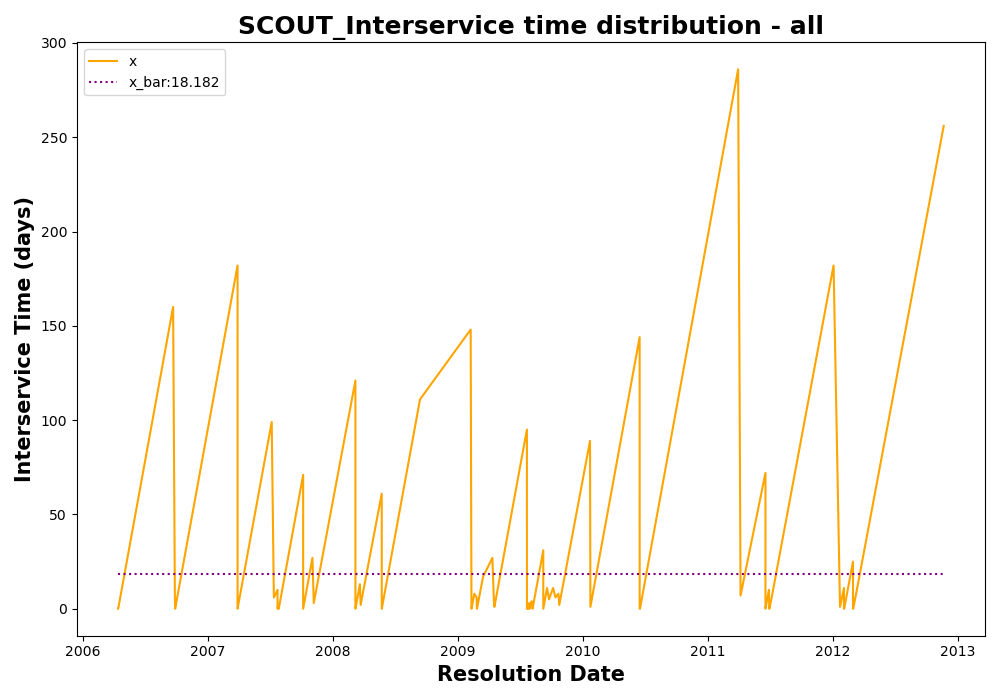 SCOUT_Interservice time distribution - all
x
x_bar:18.182
Interservice Time (days)
300
250
200
150
100
50
0
2006 2007 2008 2009 2010 2011 2012 2013
Resolution Date